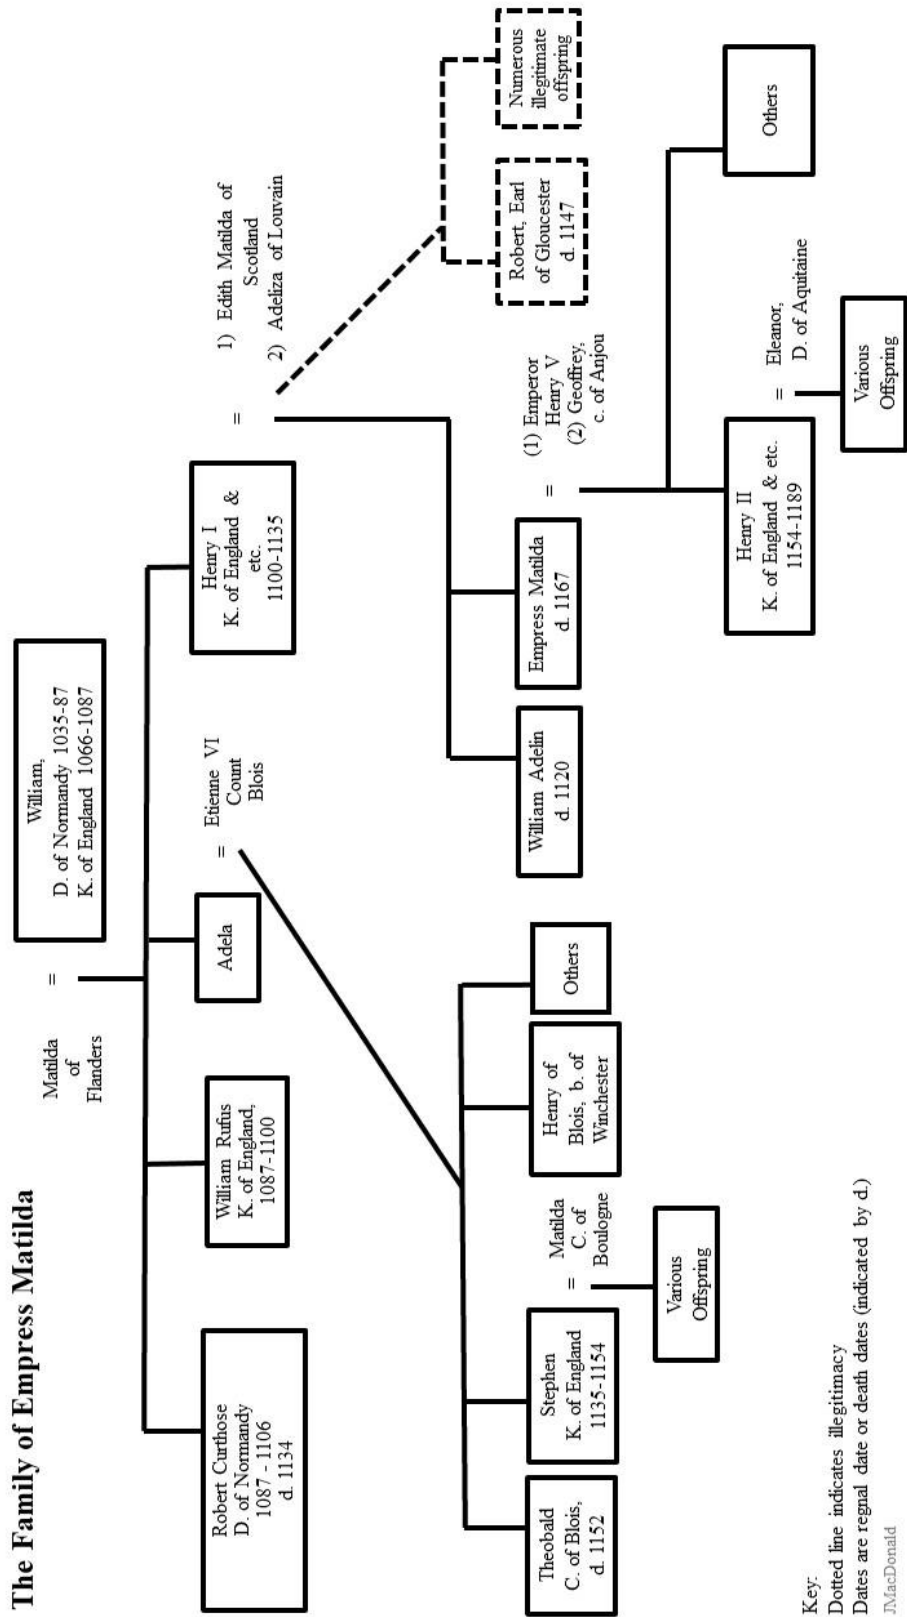 The Family of Empress Matilda
Matilda
of
Flanders
=
William,
D. of Normandy 1035-87
K. of England 1066-1087
Robert Curthose
D. of Normandy
1087 - 1106
d. 1134
William Rufus
K. of England,
1087-1100
Adela
=
Etienne VI
Count
Blois
Henry I
K. of England &
etc.
1100-1135
=
1) Edith Matilda of
Scotland
2) Adeliza of Louvain
Theobald
C. of Blois,
d. 1152
Stephen
K. of England
1135-1154
=
Matilda
C. of
Boulogne
Henry of
Blois, b. of
Winchester
Others
William Adelin
d. 1120
Empress Matilda
d. 1167
=
(1) Emperor
Henry V
(2) Geoffrey,
c. of Anjou
Robert, Earl
of Gloucester
d. 1147
Numerous
illegitimate
offspring
Various
Offspring
Henry II
K. of England & etc.
1154-1189
=
Eleanor,
D. of Aquitaine
Others
Various
Offspring
Key:
Dotted line indicates illegitimacy
Dates are regnal date or death dates (indicated by d.)
JMacDonald